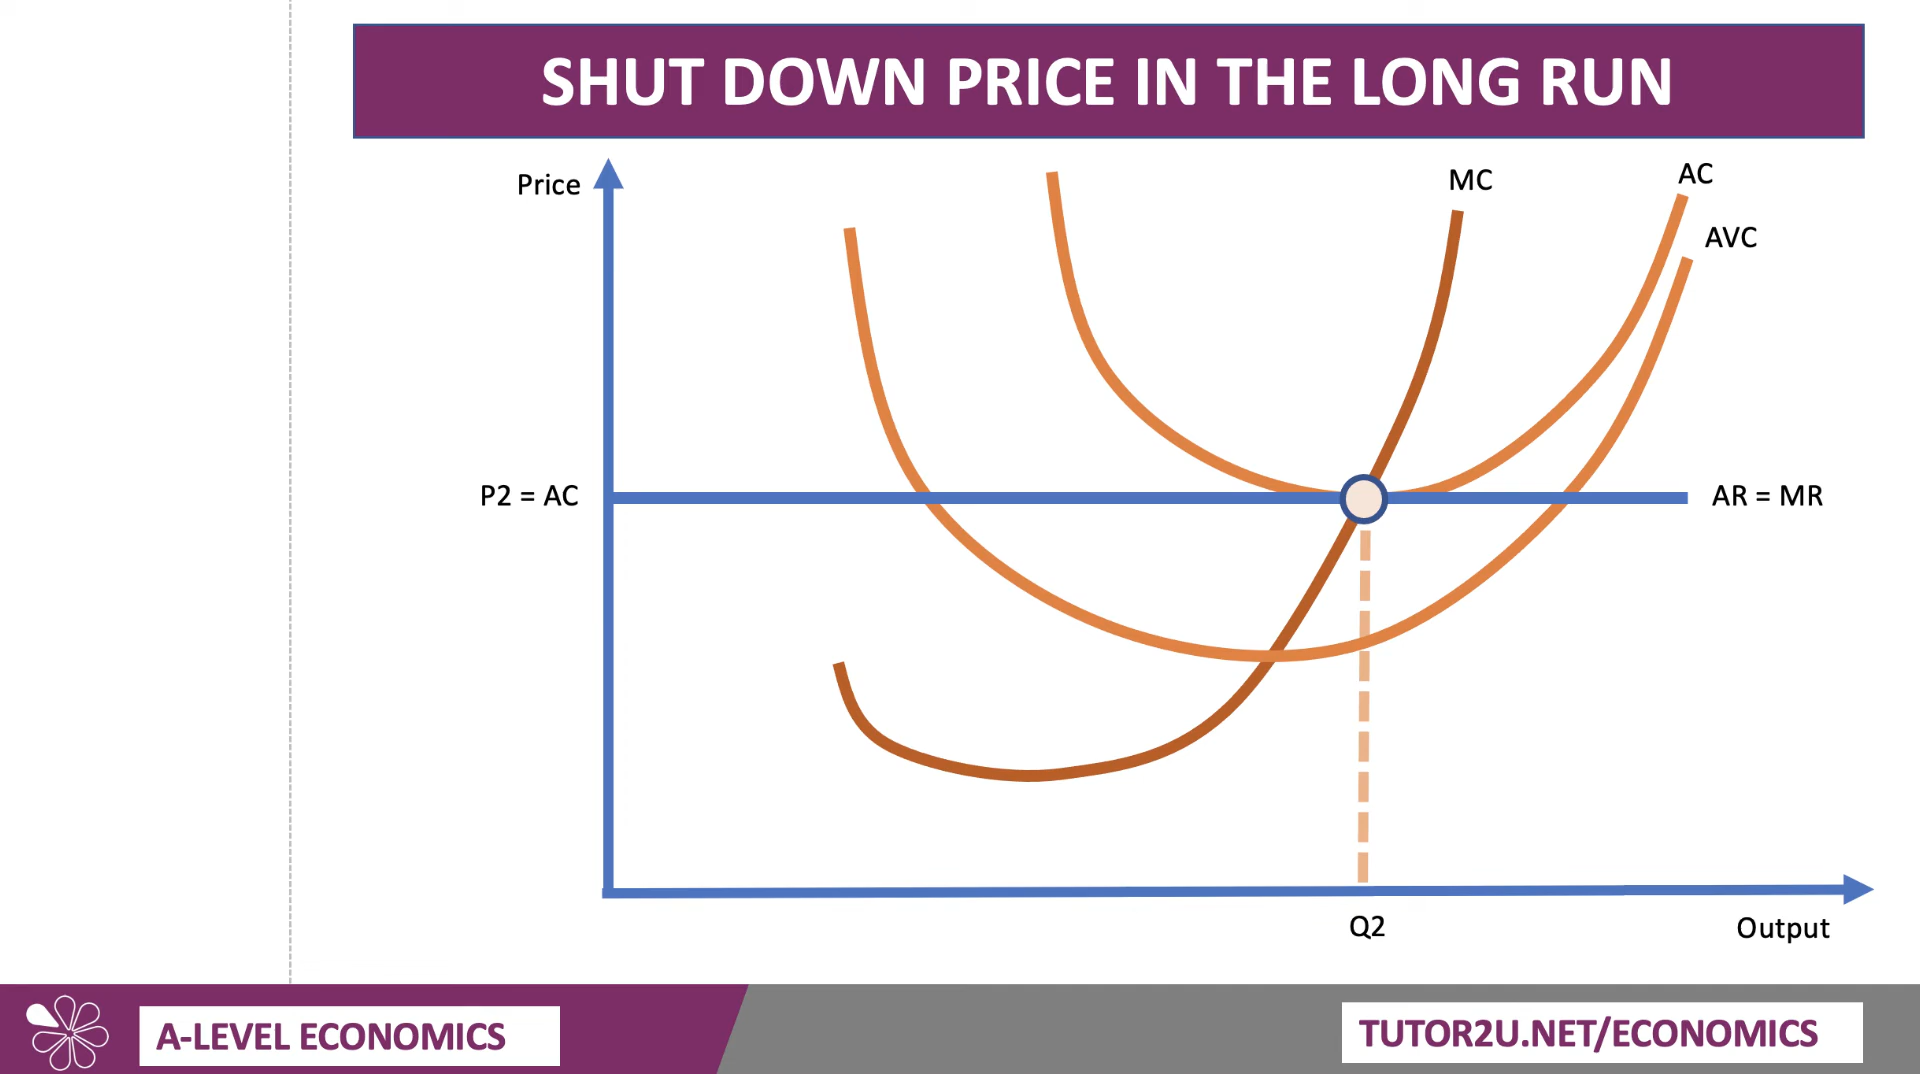 SHUT DOWN PRICE IN THE LONG RUN
Price
MC
AC
AVC
P2 = AC
AR = MR
Q2
Output
A-LEVEL ECONOMICS
TUTOR2U.NET/ECONOMICS